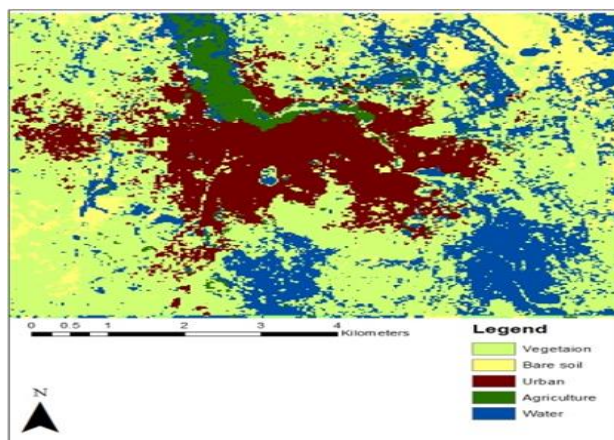 0 0.5 1 2 3 4
Kilometers
Legend
Vegetaion
Bare soil
Urban
Agriculture
Water
N